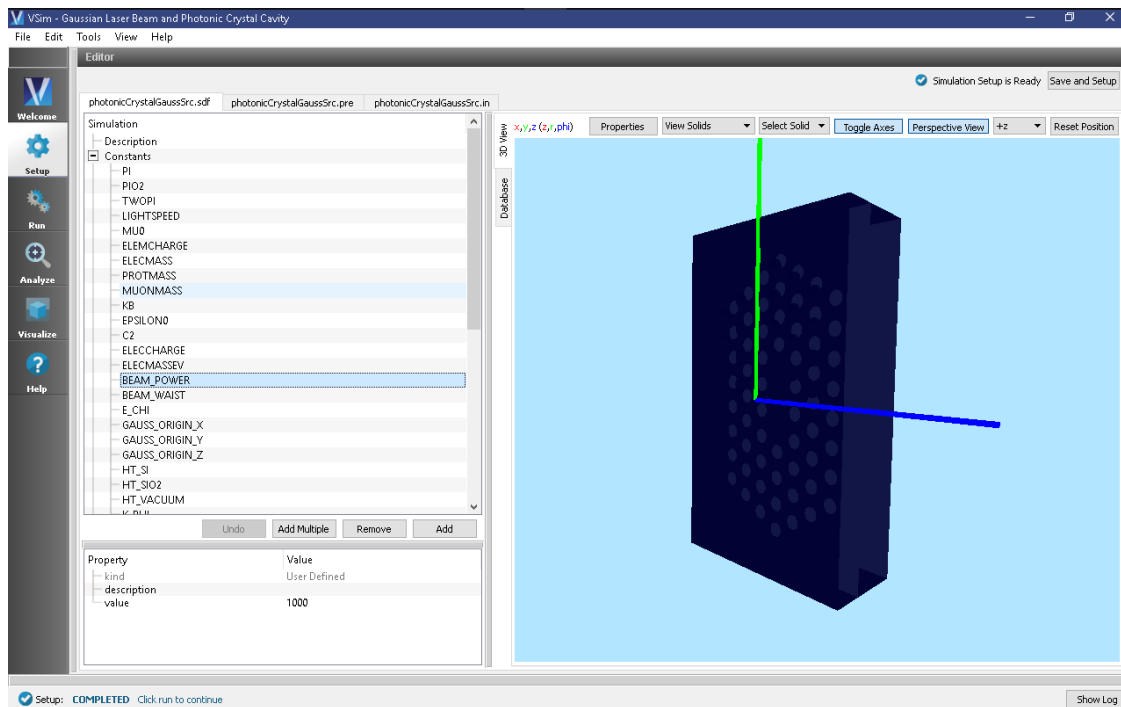 VSim - Gaussian Laser Beam and Photonic Crystal Cavity
File Edit Tools View Help
Editor
Simulation Setup is Ready Save and Setup
photonicCrystalGaussSrc.sdf photonicCrystalGaussSrc.pre photonicCrystalGaussSrc.in
Welcome
Setup
Run
Analyze
Visualize
Help
Simulation
Description
Constants
PI
PIO2
TWOPI
LIGHTSPEED
MU0
ELEMCHARGE
ELECMASS
PROTMASS
MUONMASS
KB
EPSILON0
C2
ELECCHARGE
ELECMASSEV
BEAM_POWER
BEAM_WAIST
E_CHI
GAUSS_ORIGIN_X
GAUSS_ORIGIN_Y
GAUSS_ORIGIN_Z
HT_SI
HT_SIO2
HT_VACUUM
Undo Add Multiple Remove Add
Property Value
kind User Defined
description
value 1000
3D View
Database
x,y,z (z,r,phi) Properties View Solids Select Solid Toggle Axes Perspective View +z Reset Position
Setup: COMPLETED Click run to continue
Show Log